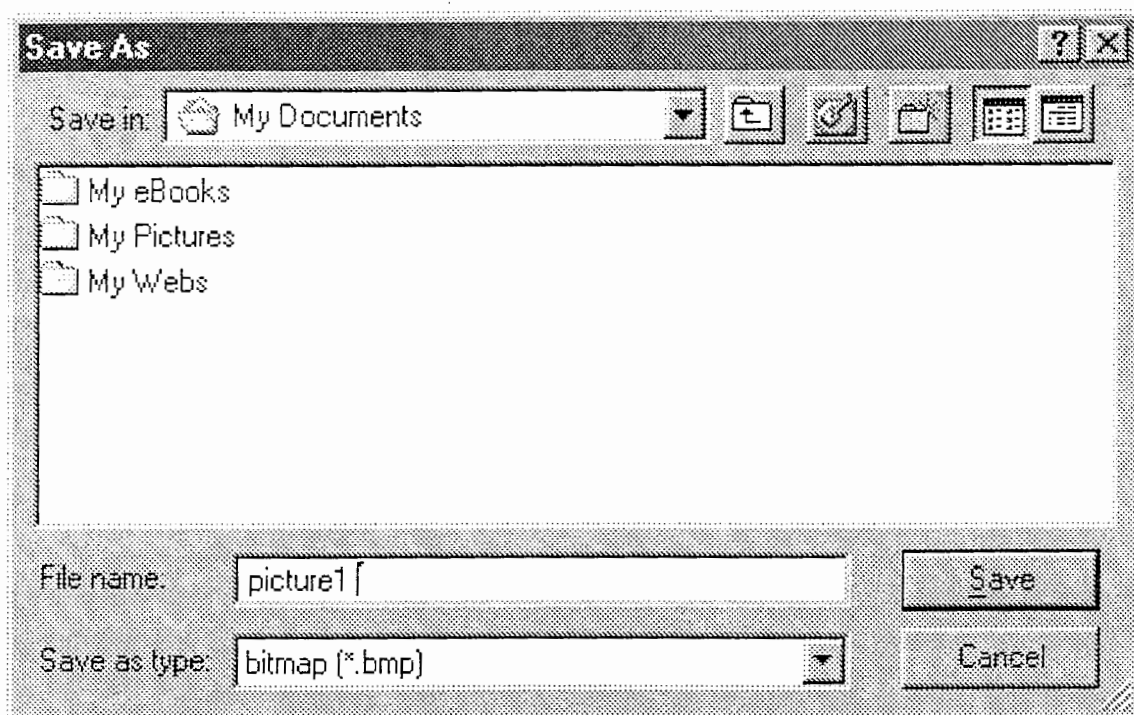 Save As
Save in: My Documents
My eBooks
My Pictures
My Webs
File name: picture1
Save
Save as type: bitmap (*.bmp)
Cancel